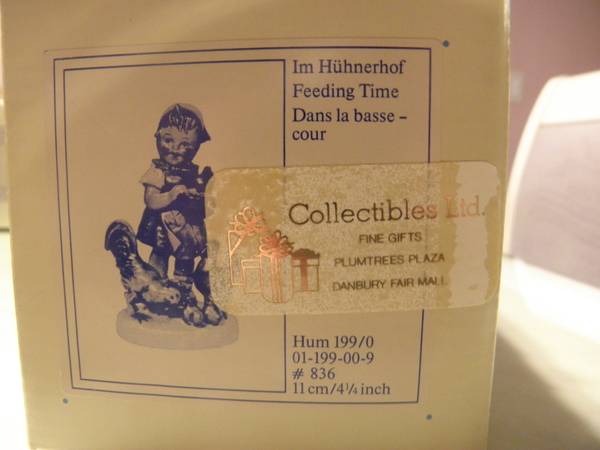 Im Hühnerhof
Feeding Time
Dans la basse –
cour
Collectibles Ltd.
FINE GIFTS
PLUMTREES PLAZA
DANBURY FAIR MALL
Hum 199/0
01-199-00-9
# 836
11 cm/4¼ inch